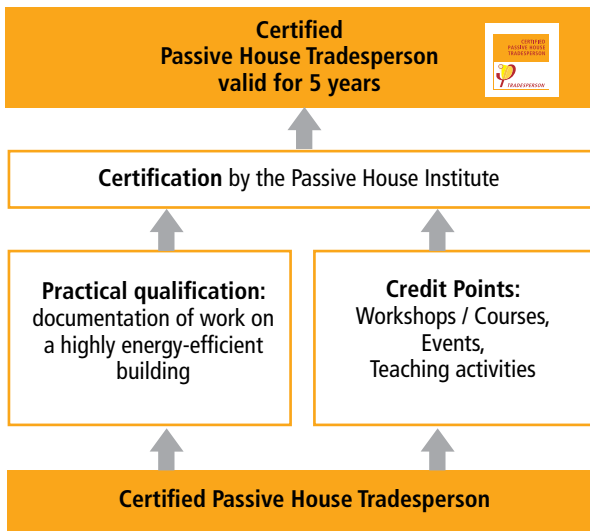 Certified
Passive House Tradesperson
valid for 5 years
CERTIFIED
PASSIVE HOUSE
TRADESPERSON
TRADESPERSON
Certification by the Passive House Institute
Practical qualification:
documentation of work on
a highly energy-efficient
building
Credit Points:
Workshops / Courses,
Events,
Teaching activities
Certified Passive House Tradesperson